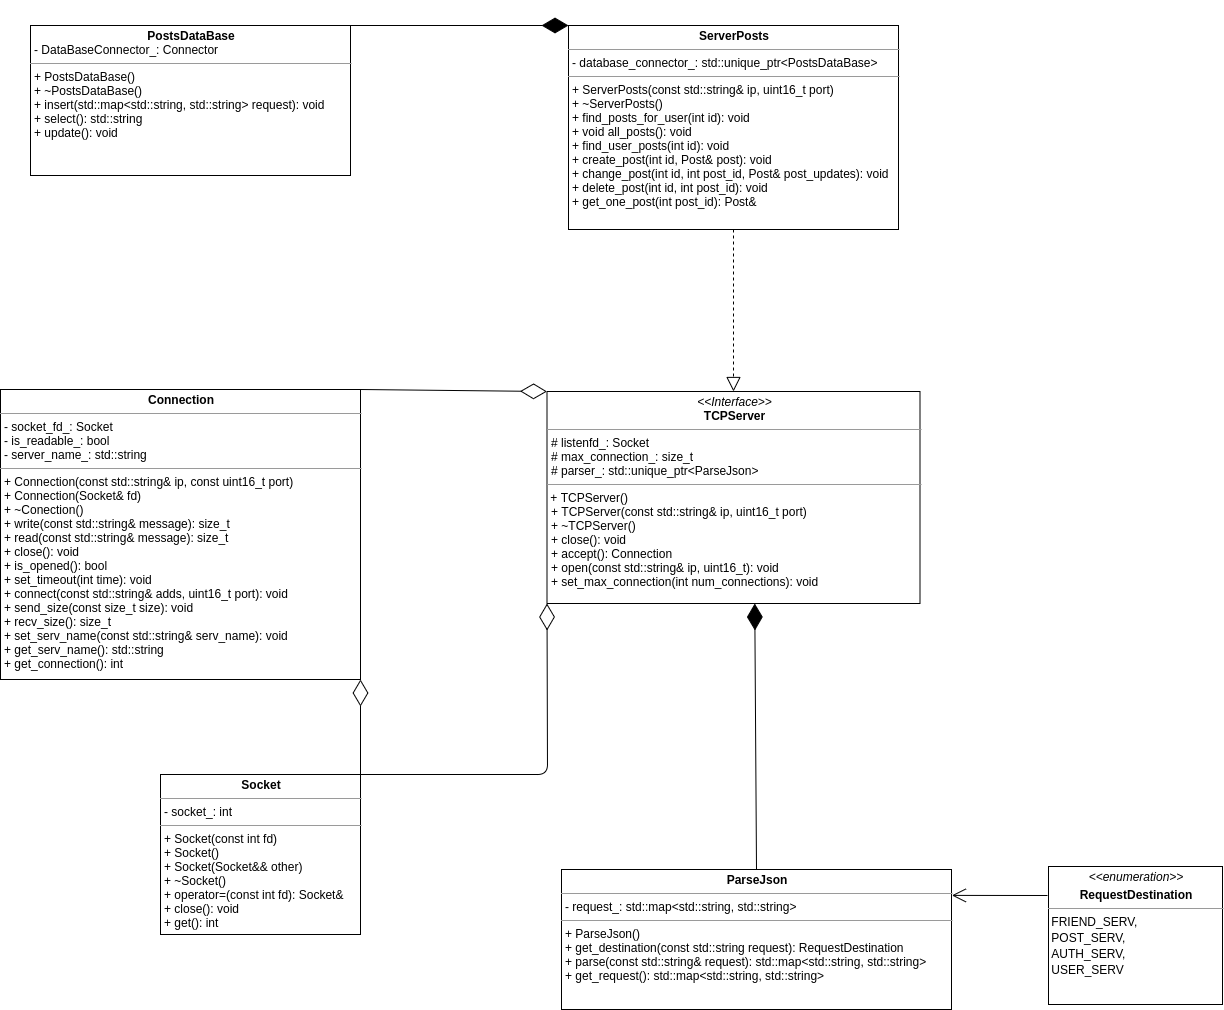 PostsDataBase
- DataBaseConnector_: Connector
+ PostsDataBase()
+ ~PostsDataBase()
+ insert(std::map<std::string, std::string> request): void
+ select(): std::string
+ update(): void
ServerPosts
- database_connector_: std::unique_ptr<PostsDataBase>
+ ServerPosts(const std::string& ip, uint16_t port)
+ ~ServerPosts()
+ find_posts_for_user(int id): void
+ void all_posts(): void
+ find_user_posts(int id): void
+ create_post(int id, Post& post): void
+ change_post(int id, int post_id, Post& post_updates): void
+ delete_post(int id, int post_id): void
+ get_one_post(int post_id): Post&
Connection
- socket_fd_: Socket
- is_readable_: bool
- server_name_: std::string
+ Connection(const std::string& ip, const uint16_t port)
+ Connection(Socket& fd)
+ ~Conection()
+ write(const std::string& message): size_t
+ read(const std::string& message): size_t
+ close(): void
+ is_opened(): bool
+ set_timeout(int time): void
+ connect(const std::string& adds, uint16_t port): void
+ send_size(const size_t size): void
+ recv_size(): size_t
+ set_serv_name(const std::string& serv_name): void
+ get_serv_name(): std::string
+ get_connection(): int
<<Interface>>
TCPServer
# listenfd_: Socket
# max_connection_: size_t
# parser_: std::unique_ptr<ParseJson>
+ TCPServer()
+ TCPServer(const std::string& ip, uint16_t port)
+ ~TCPServer()
+ close(): void
+ accept(): Connection
+ open(const std::string& ip, uint16_t): void
+ set_max_connection(int num_connections): void
Socket
- socket_: int
+ Socket(const int fd)
+ Socket()
+ Socket(Socket&& other)
+ ~Socket()
+ operator=(const int fd): Socket&
+ close(): void
+ get(): int
ParseJson
- request_: std::map<std::string, std::string>
+ ParseJson()
+ get_destination(const std::string request): RequestDestination
+ parse(const std::string& request): std::map<std::string, std::string>
+ get_request(): std::map<std::string, std::string>
<<enumeration>>
RequestDestination
FRIEND_SERV,
POST_SERV,
AUTH_SERV,
USER_SERV